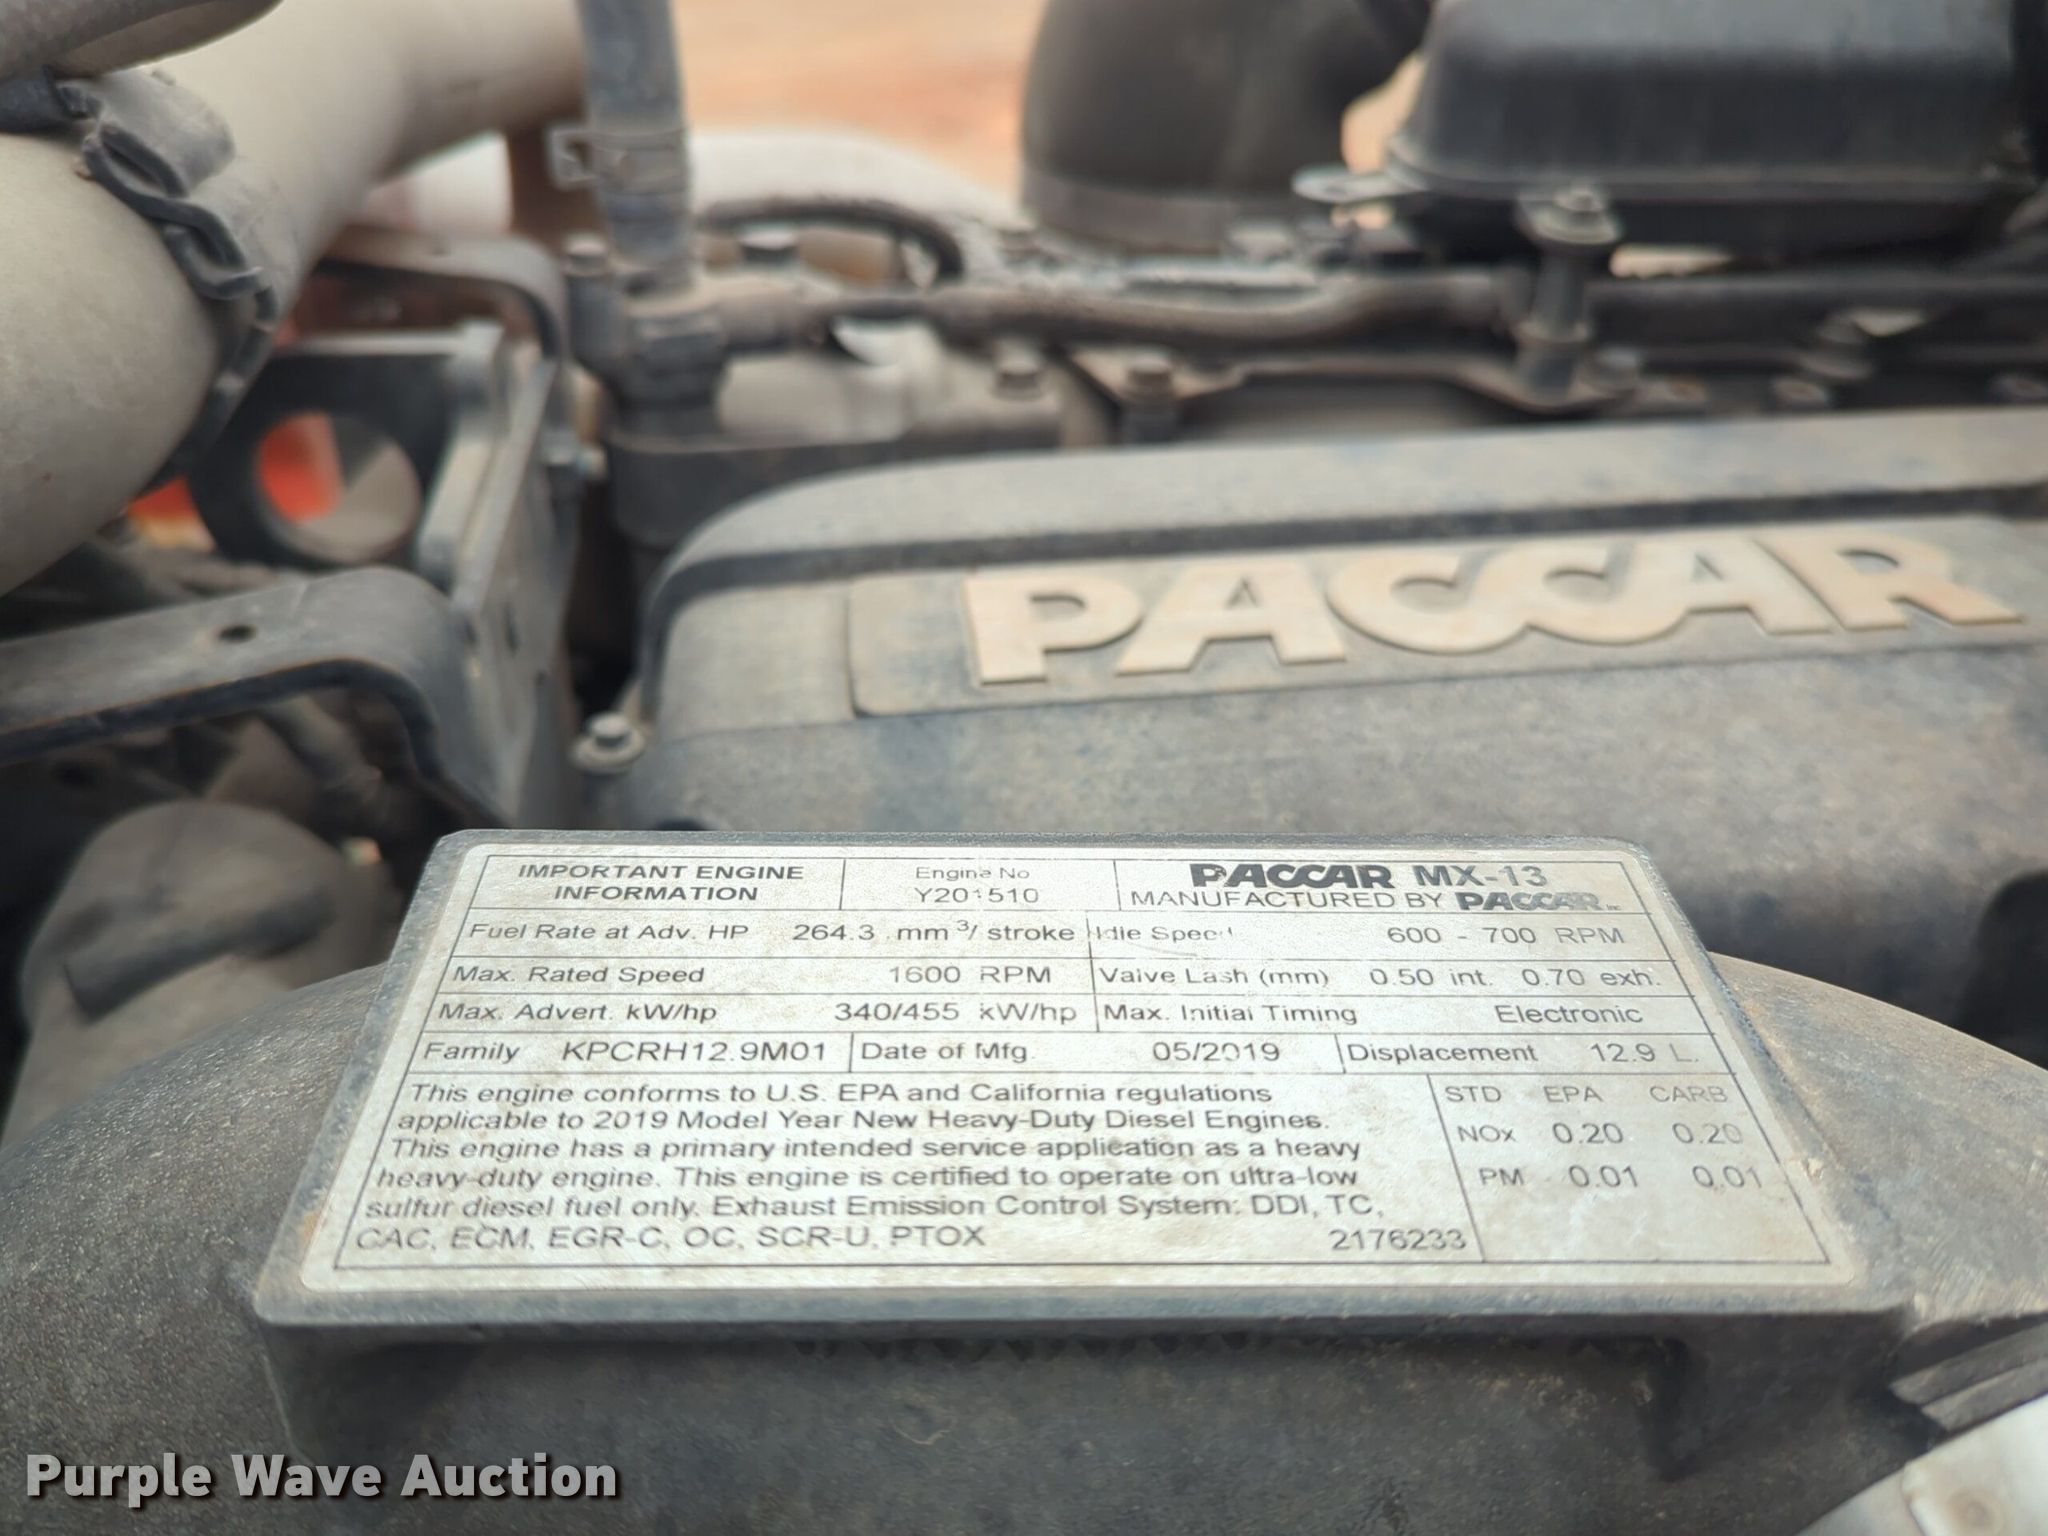 PACCAR
IMPORTANT ENGINE INFORMATION
Engine No
Y201510
PACCAR MX-13
MANUFACTURED BY PACCAR INC
Fuel Rate at Adv. HP 264.3 mm³/ stroke
Idle Speed 600 - 700 RPM
Max. Rated Speed 1600 RPM
Valve Lash (mm) 0.50 int. 0.70 exh.
Max. Advert. kW/hp 340/455 kW/hp
Max. Initial Timing Electronic
Family KPCRH12.9M01
Date of Mfg. 05/2019
Displacement 12.9 L.
This engine conforms to U.S. EPA and California regulations
applicable to 2019 Model Year New Heavy-Duty Diesel Engines.
This engine has a primary intended service application as a heavy
heavy-duty engine. This engine is certified to operate on ultra-low
sulfur diesel fuel only. Exhaust Emission Control System: DDI, TC,
CAC, ECM, EGR-C, OC, SCR-U, PTOX
2176233
STD EPA CARB
NOx 0.20 0.20
PM 0.01 0.01
Purple Wave Auction